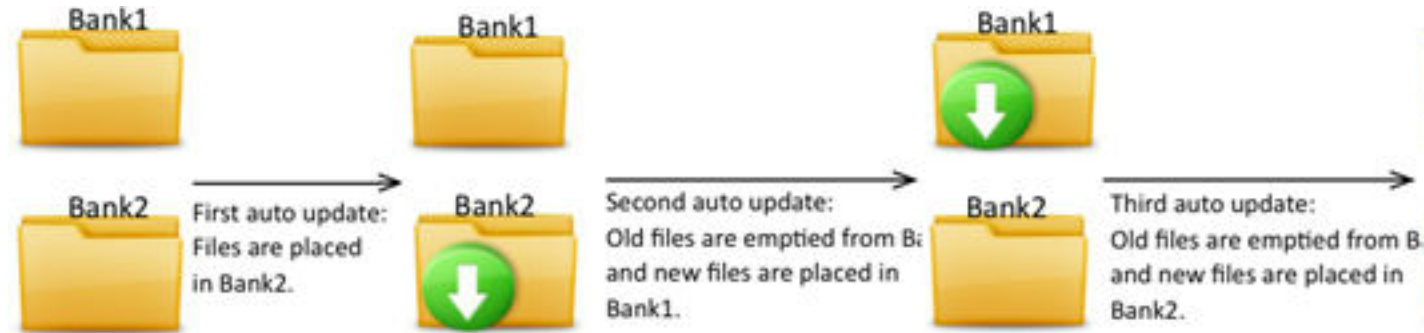 Bank1
Bank1
Bank1
Bank2
First auto update:
Files are placed
in Bank2.
Bank2
Second auto update:
Old files are emptied from
and new files are placed in
Bank1.
Bank2
Third auto update:
Old files are emptied from
and new files are placed in
Bank2.